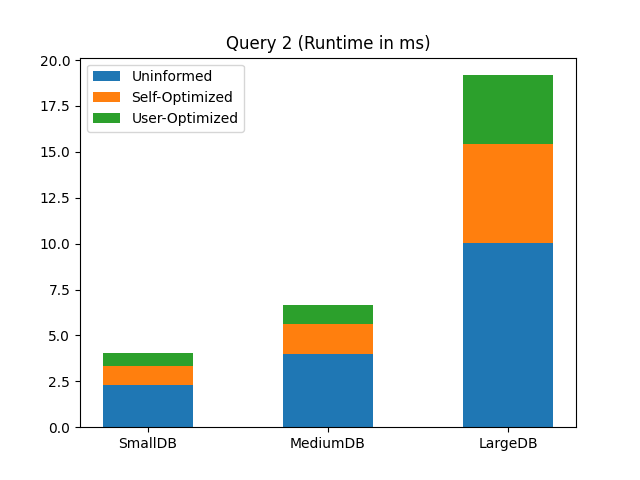 Query 2 (Runtime in ms)
20.0
17.5
15.0
12.5
10.0
7.5
5.0
2.5
0.0
Uninformed
Self-Optimized
User-Optimized
SmallDB
MediumDB
LargeDB